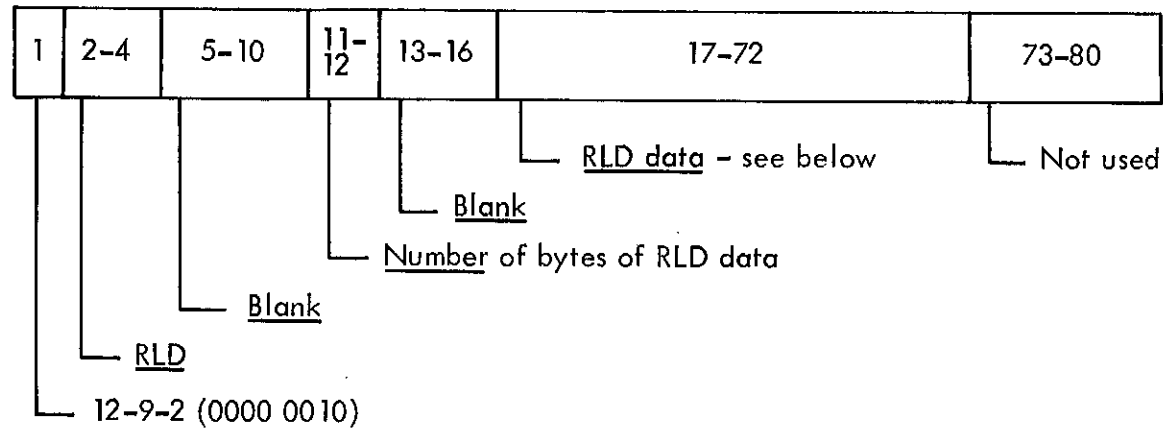 1 2-4 5-10 11-12 13-16 17-72 73-80
RLD data - see below
Not used
Blank
Number of bytes of RLD data
Blank
RLD
12-9-2 (0000 0010)